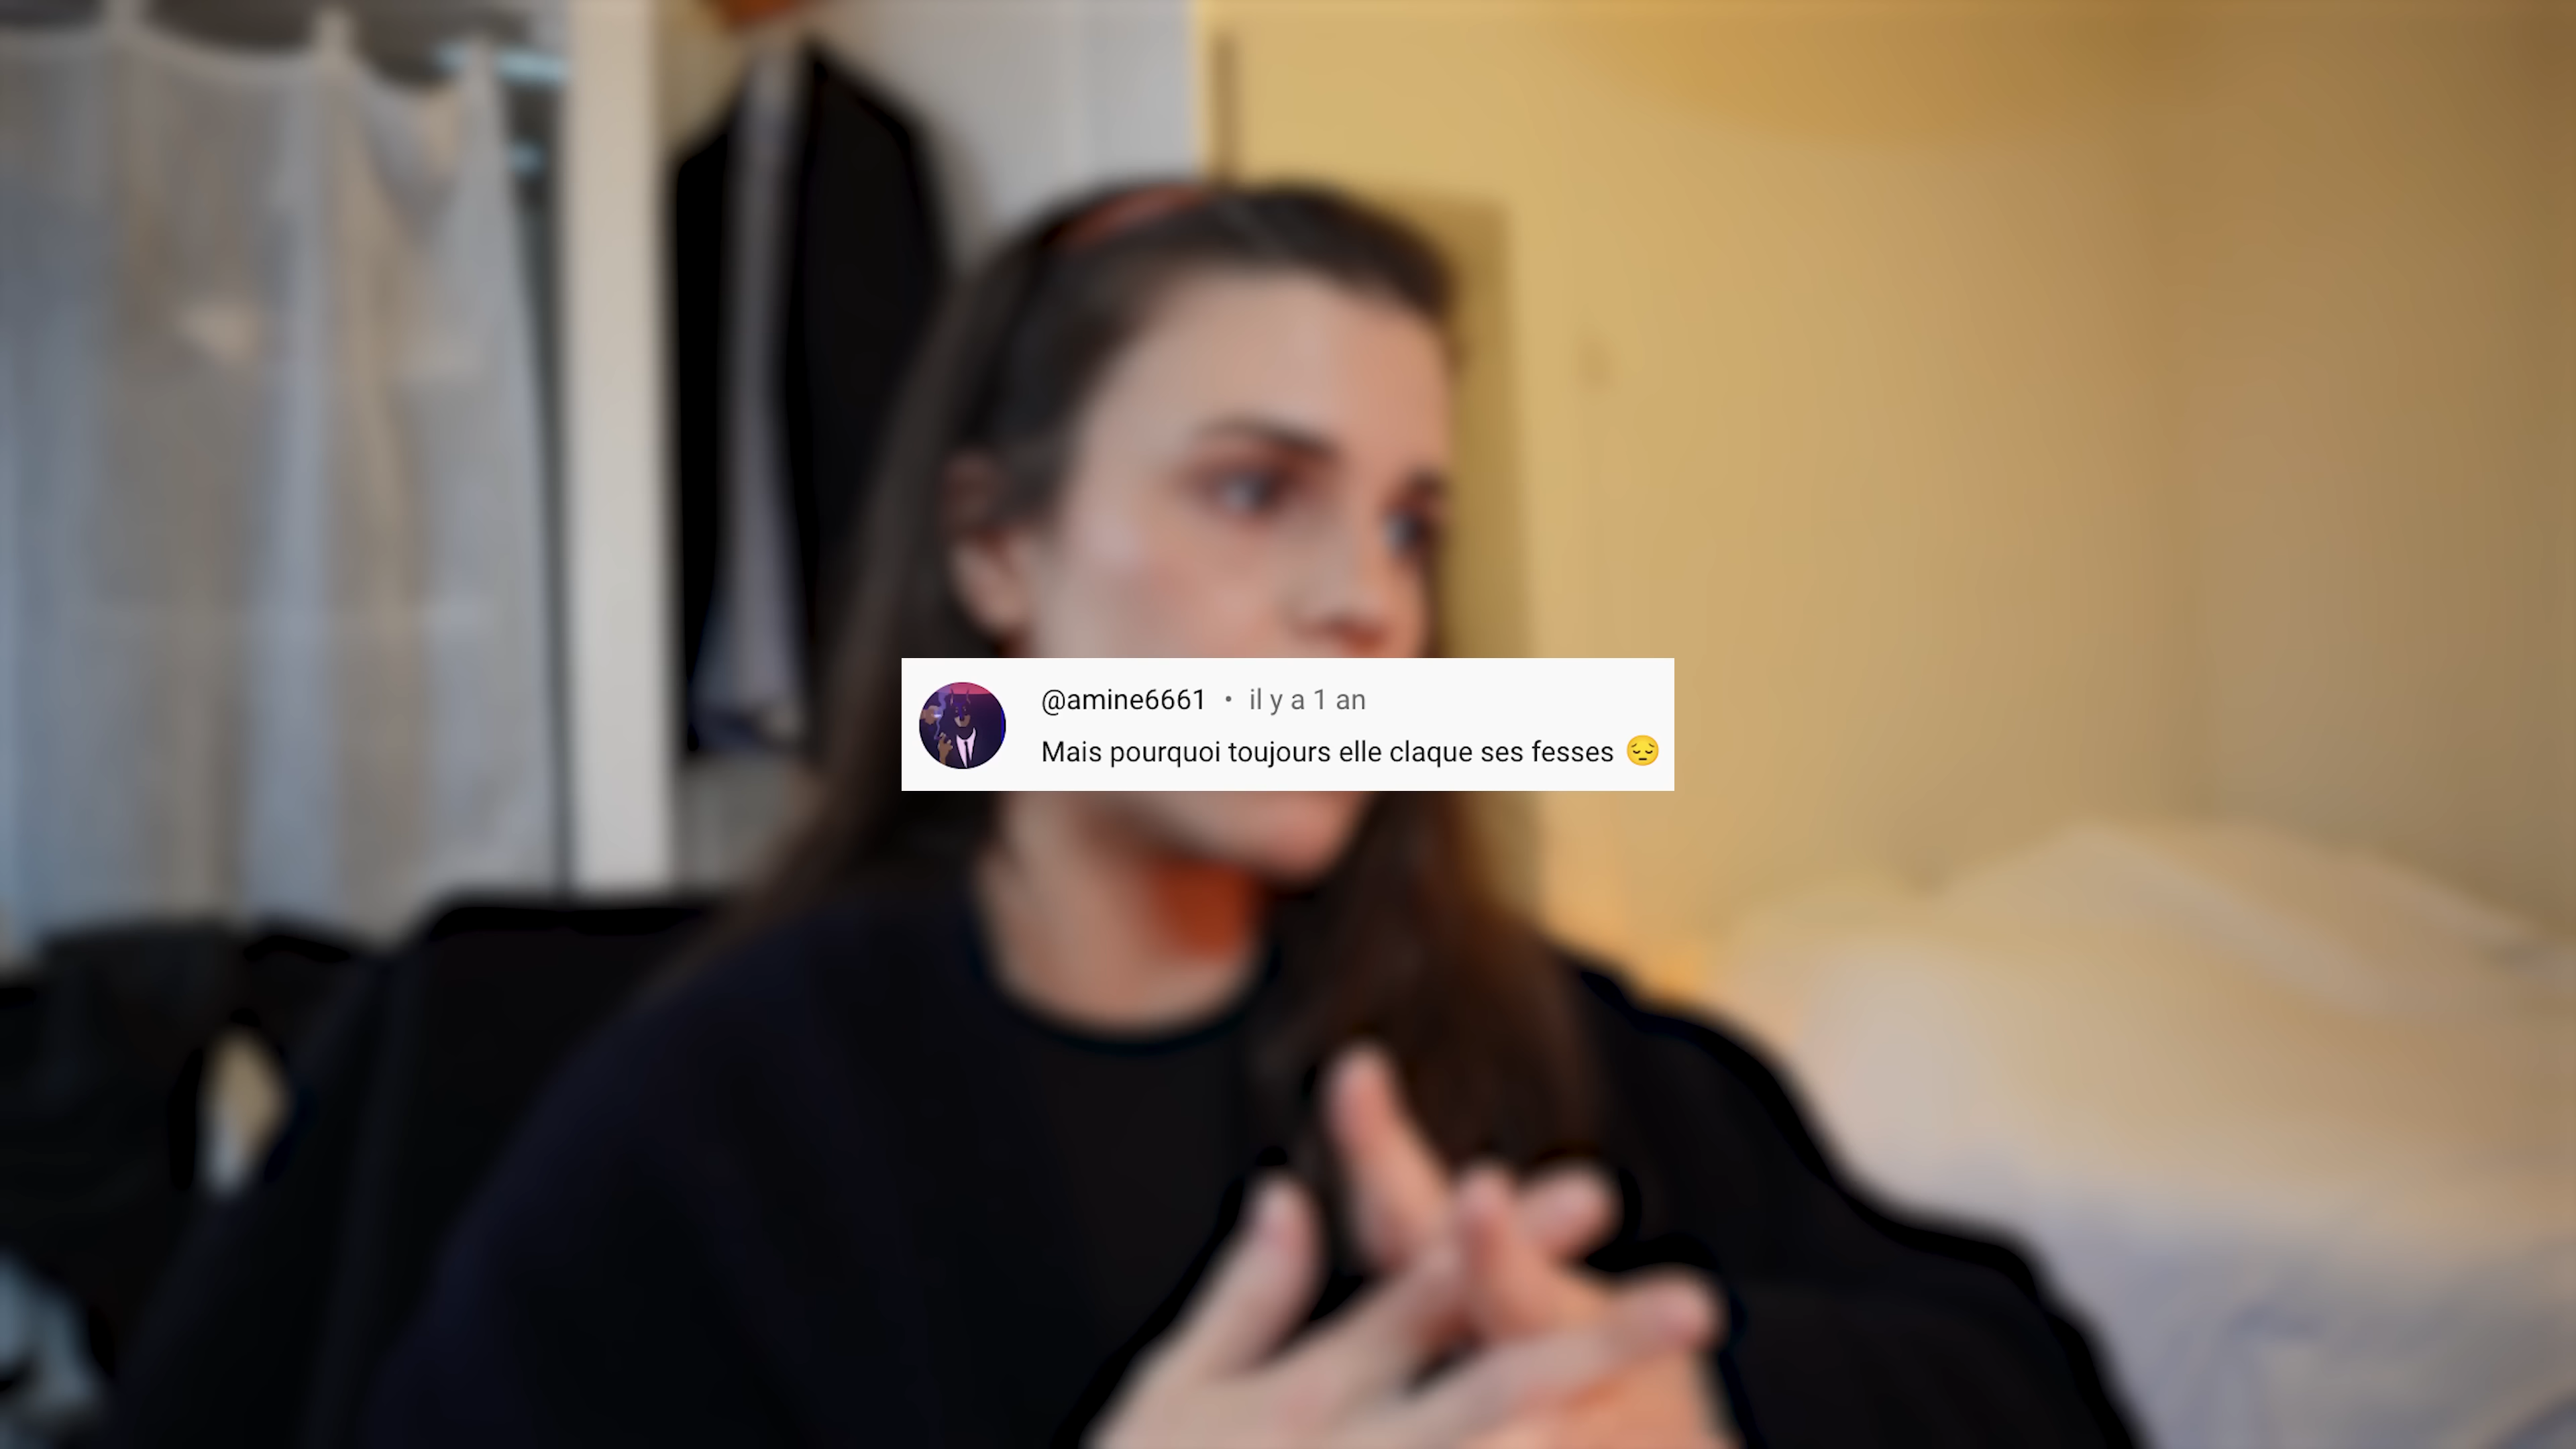 @amine6661 • il y a 1 an
Mais pourquoi toujours elle claque ses fesses 😔